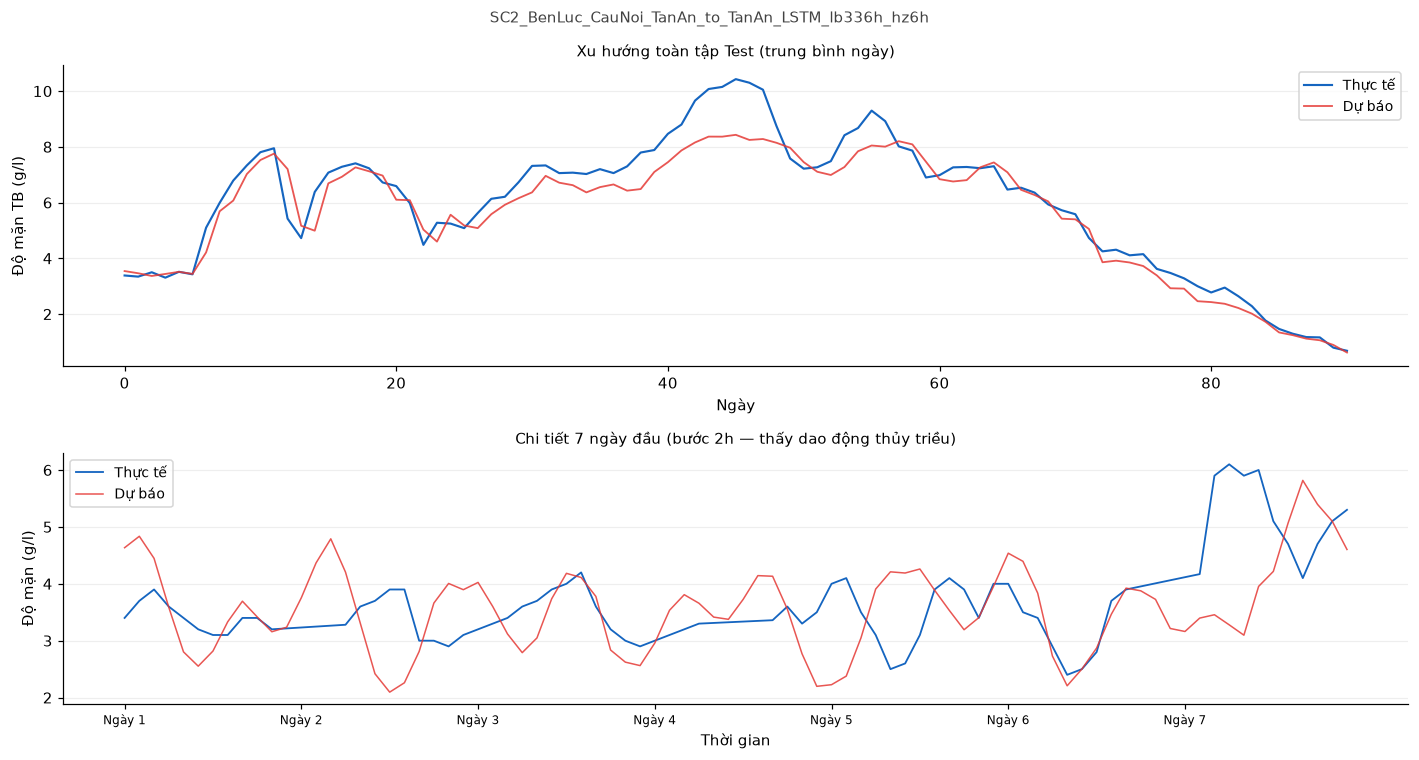 SC2_BenLuc_CauNoi_TanAn_to_TanAn_LSTM_lb336h_hz6h
Xu hướng toàn tập Test (trung bình ngày)
Độ mặn TB (g/l)
10
8
6
4
2
Thực tế
Dự báo
0 20 40 60 80
Ngày
Chi tiết 7 ngày đầu (bước 2h — thấy dao động thủy triều)
Độ mặn (g/l)
6
5
4
3
2
Thực tế
Dự báo
Ngày 1 Ngày 2 Ngày 3 Ngày 4 Ngày 5 Ngày 6 Ngày 7
Thời gian